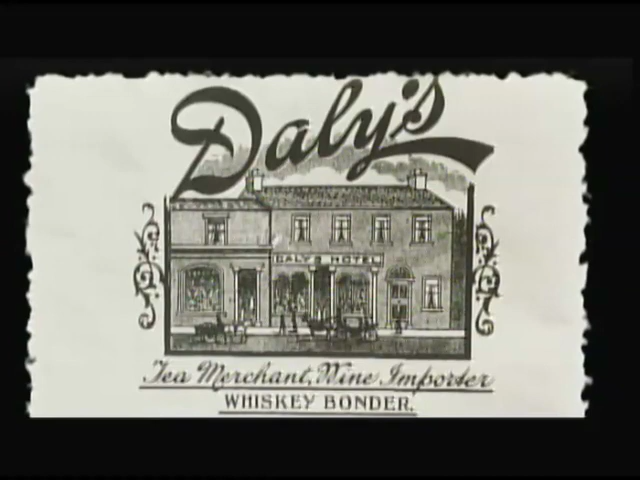 Daly's
DALY'S HOTEL
Tea Merchant, Wine Importer
WHISKEY BONDER.